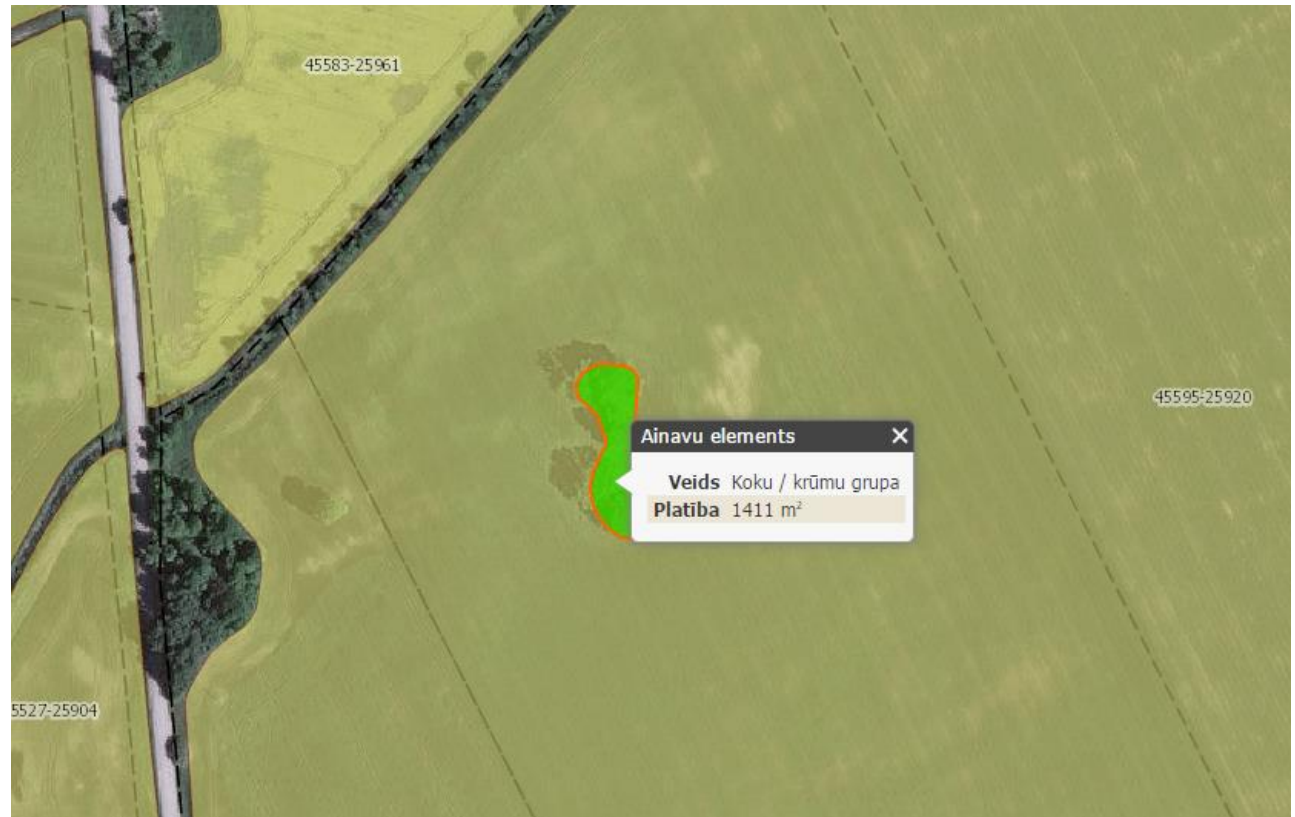 45583-25961
45595-25920
Ainavu elements ×
Veids Koku / krūmu grupa
Platība 1411 m²
5527-25904